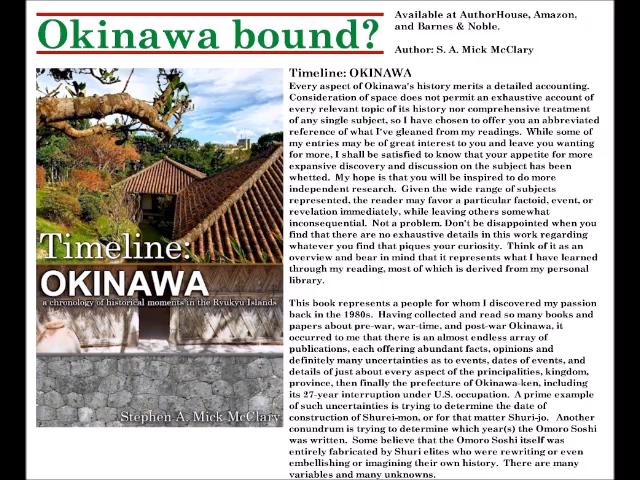 Okinawa bound?
Available at AuthorHouse, Amazon,
and Barnes & Noble.
Author: S. A. Mick McClary
Timeline:
OKINAWA
a chronology of historical moments in the Ryukyu Islands
Stephen A. Mick McClary
Timeline: OKINAWA
Every aspect of Okinawa's history merits a detailed accounting.
Consideration of space does not permit an exhaustive account of
every relevant topic of its history nor comprehensive treatment
of any single subject, so I have chosen to offer you an abbreviated
reference of what I've gleaned from my readings. While some of
my entries may be of great interest to you and leave you wanting
for more, I shall be satisfied to know that your appetite for more
expansive discovery and discussion on the subject has been
whetted. My hope is that you will be inspired to do more
independent research. Given the wide range of subjects
represented, the reader may favor a particular factoid, event, or
revelation immediately, while leaving others somewhat
inconsequential. Not a problem. Don't be disappointed when you
find that there are no exhaustive details in this work regarding
whatever you find that piques your curiosity. Think of it as an
overview and bear in mind that it represents what I have learned
through my reading, most of which is derived from my personal
library.
This book represents a people for whom I discovered my passion
back in the 1980s. Having collected and read so many books and
papers about pre-war, war-time, and post-war Okinawa, it
occurred to me that there is an almost endless array of
publications, each offering abundant facts, opinions and
definitely many uncertainties as to events, dates of events, and
details of just about every aspect of the principalities, kingdom,
province, then finally the prefecture of Okinawa-ken, including
its 27-year interruption under U.S. occupation. A prime example
of such uncertainties is trying to determine the date of
construction of Shurei-mon, or for that matter Shuri-jo. Another
conundrum is trying to determine which year(s) the Omoro Soshi
was written. Some believe that the Omoro Soshi itself was
entirely fabricated by Shuri elites who were rewriting or even
embellishing or imagining their own history. There are many
variables and many unknowns.